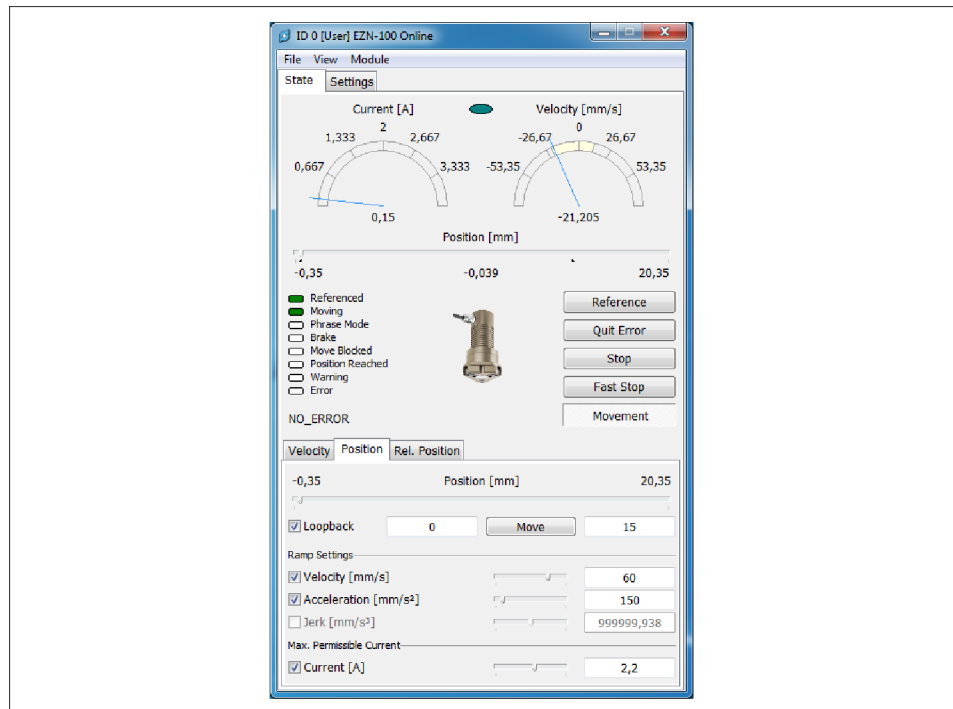 ID 0 [User] EZN-100 Online
File View Module
State Settings
Current [A] Velocity [mm/s]
2 0
1,333 2,667 -26,67 26,67
0,667 3,333 -53,35 53,35
0,15 -21,205
Position [mm]
-0,35 -0,039 20,35
Referenced
Moving
Phrase Mode
Brake
Move Blocked
Position Reached
Warning
Error
Reference
Quit Error
Stop
Fast Stop
NO_ERROR Movement
Velocity Position Rel. Position
-0,35 Position [mm] 20,35
Loopback 0 Move 15
Ramp Settings
Velocity [mm/s] 60
Acceleration [mm/s²] 150
Jerk [mm/s³] 999999,938
Max. Permissible Current
Current [A] 2,2